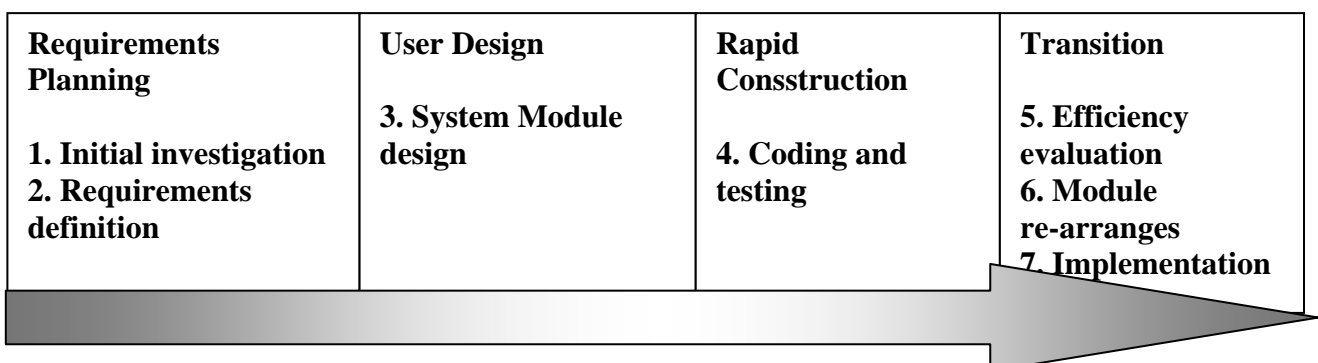 Requirements
Planning
1. Initial investigation
2. Requirements
definition
User Design
3. System Module
design
Rapid
Consstruction
4. Coding and
testing
Transition
5. Efficiency
evaluation
6. Module
re-arranges
7. Implementation